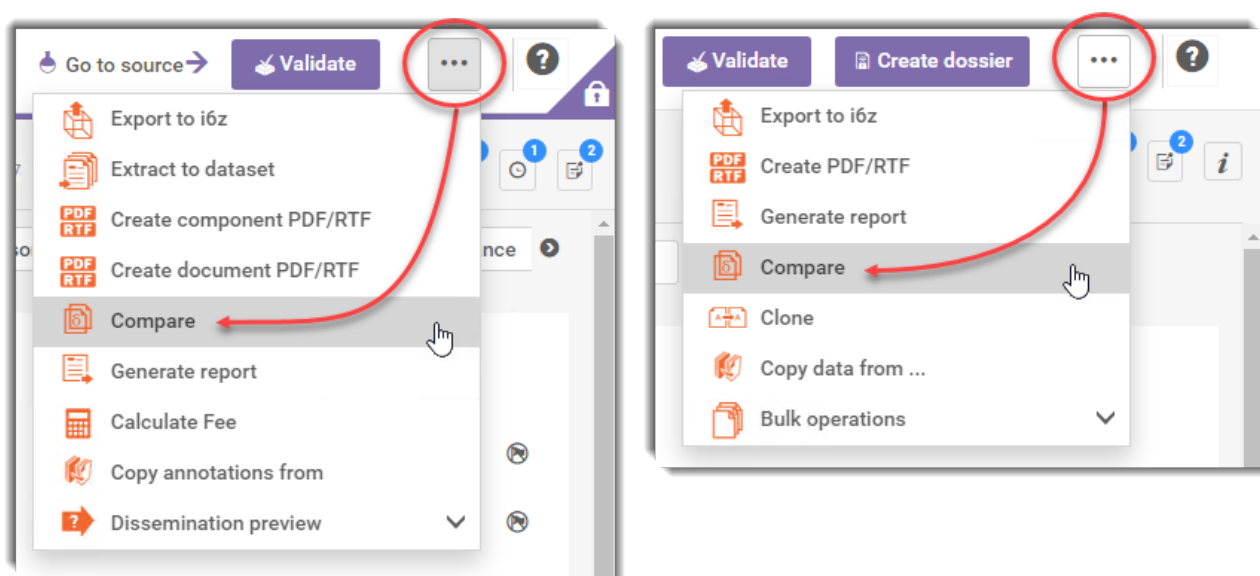 Go to source
Validate
...
?
Export to i6z
Extract to dataset
1
2
PDF
RTF
Create component PDF/RTF
nce
PDF
RTF
Create document PDF/RTF
δ
Compare
Generate report
Calculate Fee
Copy annotations from
?
Dissemination preview
Validate
Create dossier
...
?
Export to i6z
2
i
PDF
RTF
Create PDF/RTF
Generate report
δ
Compare
A
A
Clone
Copy data from ...
Bulk operations